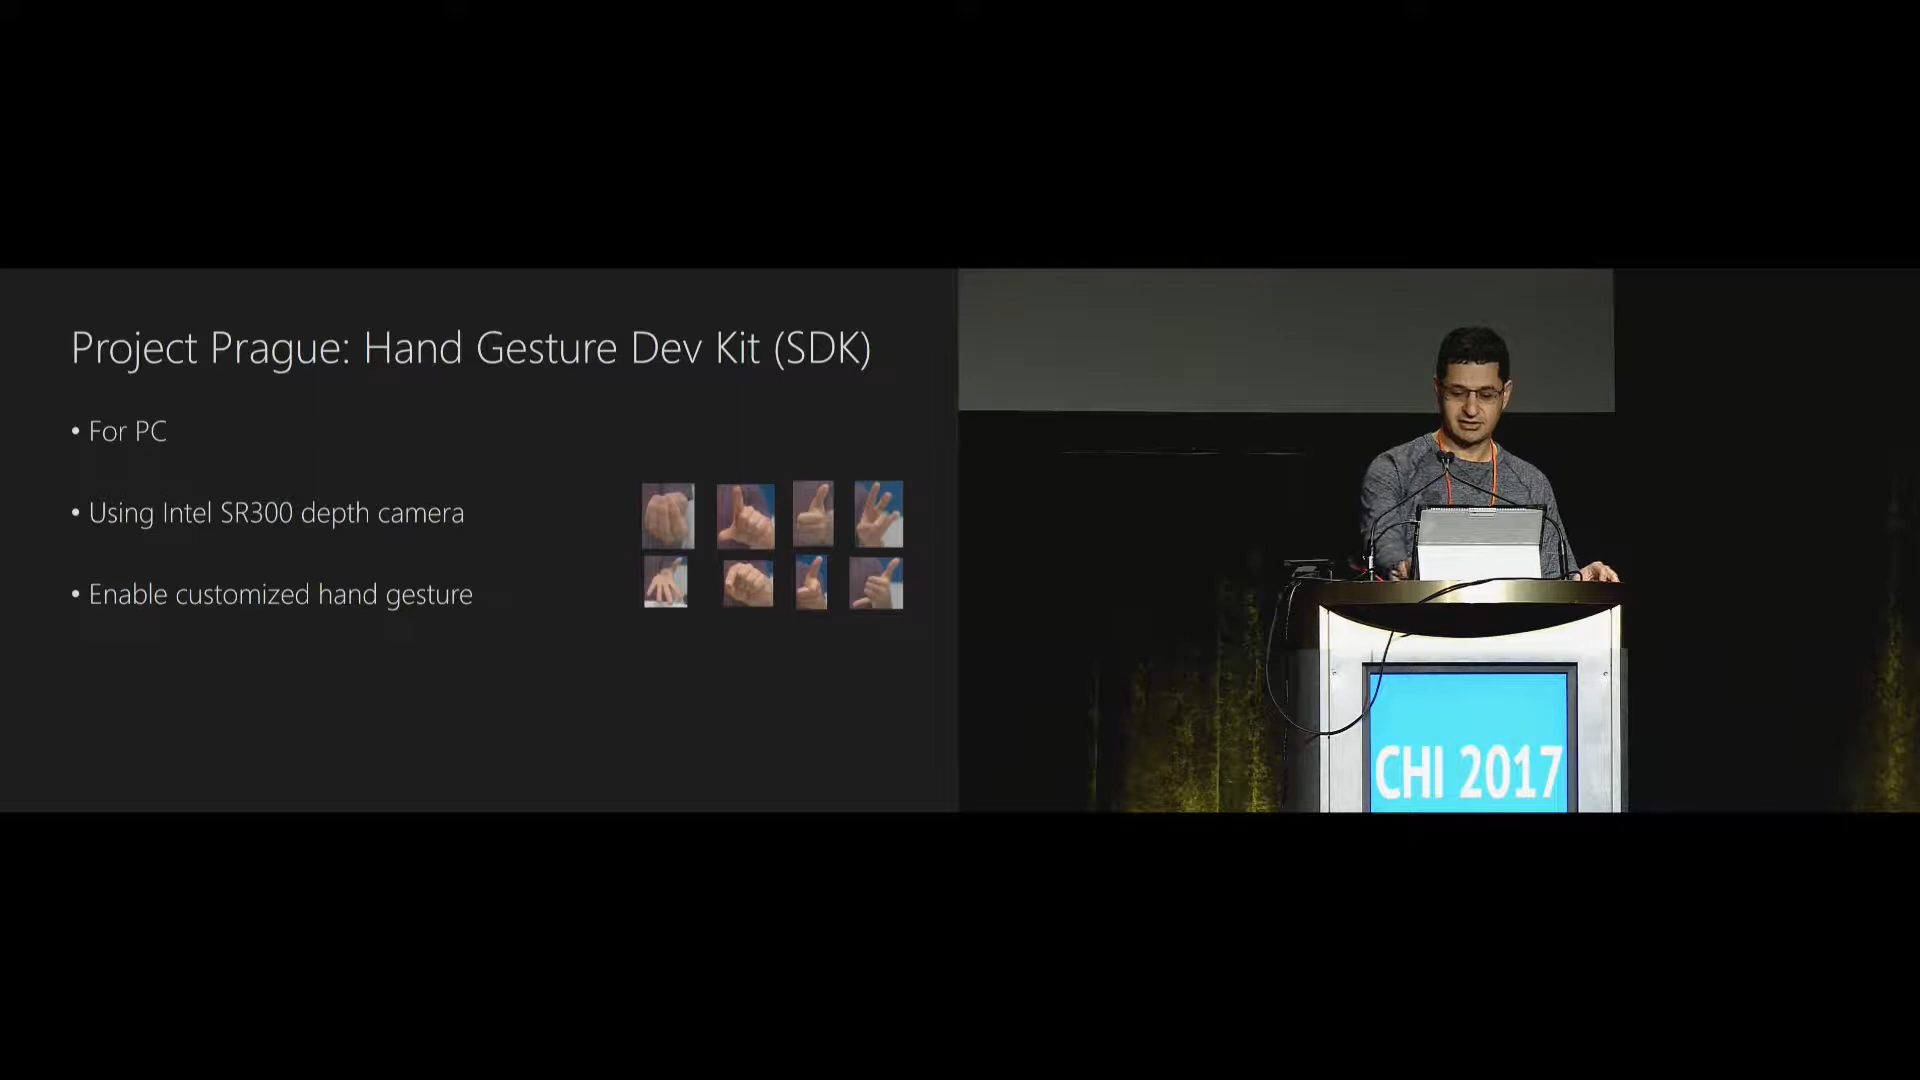 Project Prague: Hand Gesture Dev Kit (SDK)
• For PC
• Using Intel SR300 depth camera
• Enable customized hand gesture
CHI 2017